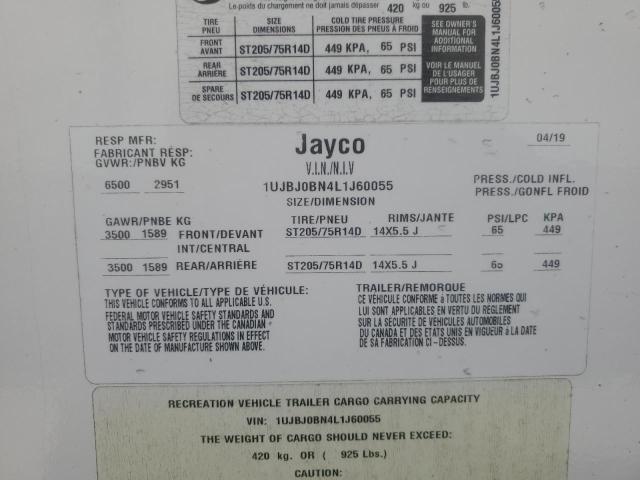 Le poids du chargement ne doit jamais dépasser 420 kg ou 925 lb.
TIRE PNEU SIZE DIMENSIONS COLD TIRE PRESSURE PRESSION DES PNEUS À FROID
FRONT AVANT ST205/75R14D 449 KPA, 65 PSI
REAR ARRIÈRE ST205/75R14D 449 KPA, 65 PSI
SPARE DE SECOURS ST205/75R14D 449 KPA, 65 PSI
SEE OWNER'S
MANUAL FOR
ADDITIONAL
INFORMATION
VOIR LE MANUEL
DE L'USAGER
POUR PLUS DE
RENSEIGNEMENTS
1UJBJ0BN4L1J60055
RESP MFR: Jayco 04/19
FABRICANT RÉSP:
GVWR:/PNBV KG V.I.N./N.I.V
6500 2951 1UJBJ0BN4L1J60055 PRESS./COLD INFL.
SIZE/DIMENSION PRESS./GONFL FROID
GAWR/PNBE KG TIRE/PNEU RIMS/JANTE PSI/LPC KPA
3500 1589 FRONT/DEVANT ST205/75R14D 14X5.5 J 65 449
INT/CENTRAL
3500 1589 REAR/ARRIÈRE ST205/75R14D 14X5.5 J 65 449
TYPE OF VEHICLE/TYPE DE VÉHICULE: TRAILER/REMORQUE
THIS VEHICLE CONFORMS TO ALL APPLICABLE U.S.
FEDERAL MOTOR VEHICLE SAFETY STANDARDS AND
STANDARDS PRESCRIBED UNDER THE CANADIAN
MOTOR VEHICLE SAFETY REGULATIONS IN EFFECT
ON THE DATE OF MANUFACTURE SHOWN ABOVE.
CE VÉHICULE CONFORME à TOUTES LES NORMES QUI
LUI SONT APPLICABLES EN VERTU DU RÈGLEMENT
SUR LA SÉCURITÉ DE VÉHICULES AUTOMOBILES
DU CANADA ET DES ETATS UNIS EN VIGUEUR à LA DATE
DE SA FABRICATION CI-DESSUS.
RECREATION VEHICLE TRAILER CARGO CARRYING CAPACITY
VIN: 1UJBJ0BN4L1J60055
THE WEIGHT OF CARGO SHOULD NEVER EXCEED:
420 kg. OR ( 925 Lbs.)
CAUTION: